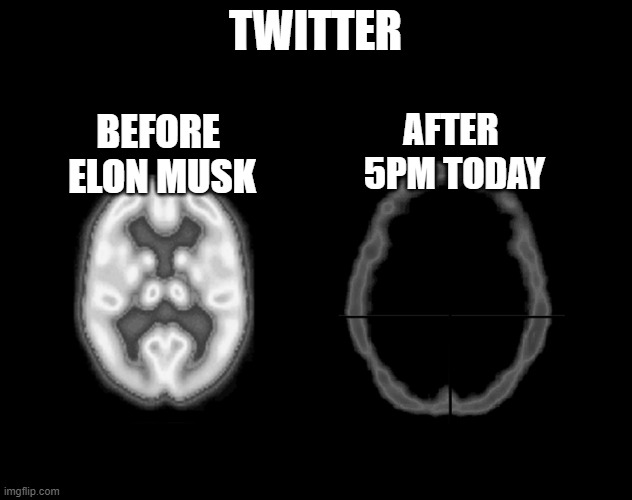 TWITTER
BEFORE
ELON MUSK
AFTER
5PM TODAY
imgflip.com